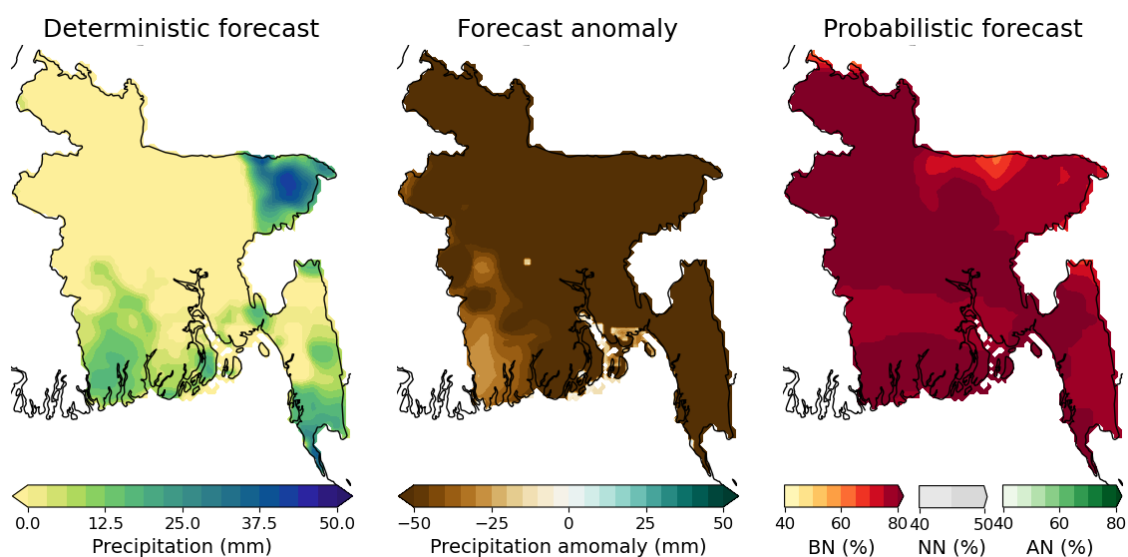 Deterministic forecast
Forecast anomaly
Probabilistic forecast
0.0 12.5 25.0 37.5 50.0
Precipitation (mm)
−50 −25 0 25 50
Precipitation amomaly (mm)
40 60 80
BN (%)
40 50
NN (%)
40 60 80
AN (%)